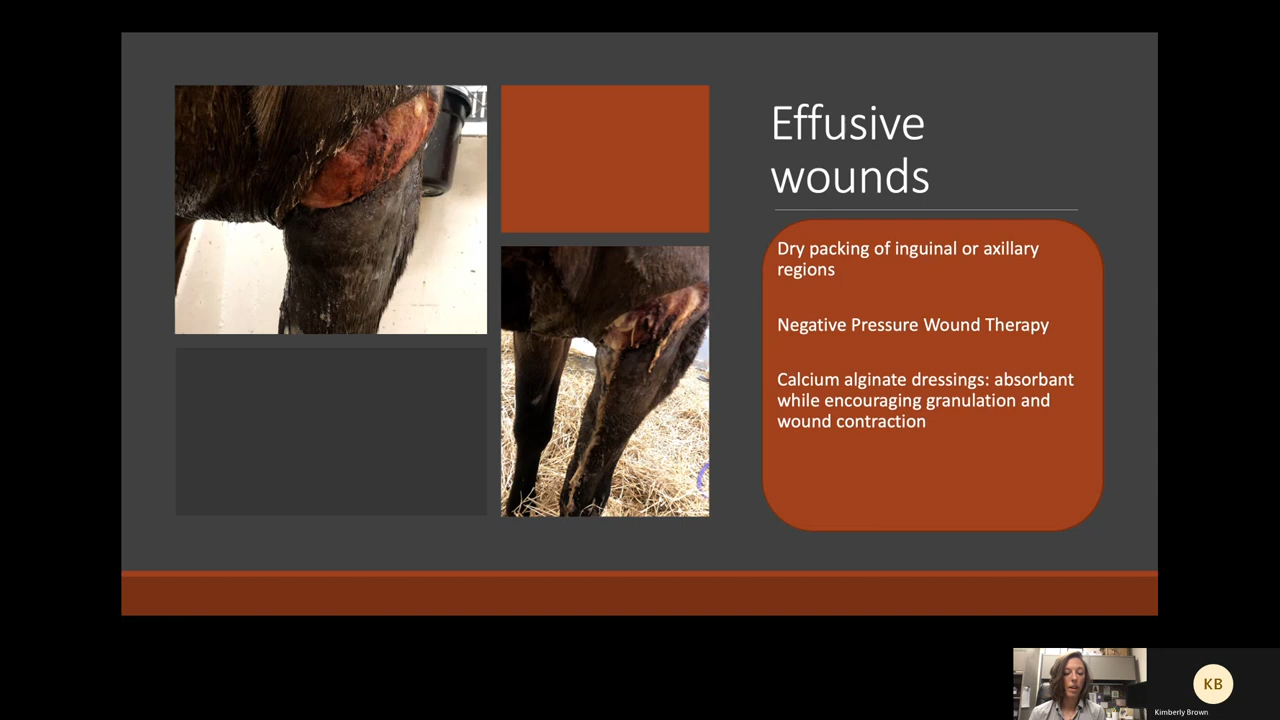 Effusive
wounds
Dry packing of inguinal or axillary
regions
Negative Pressure Wound Therapy
Calcium alginate dressings: absorbant
while encouraging granulation and
wound contraction
KB
Kimberly Brown